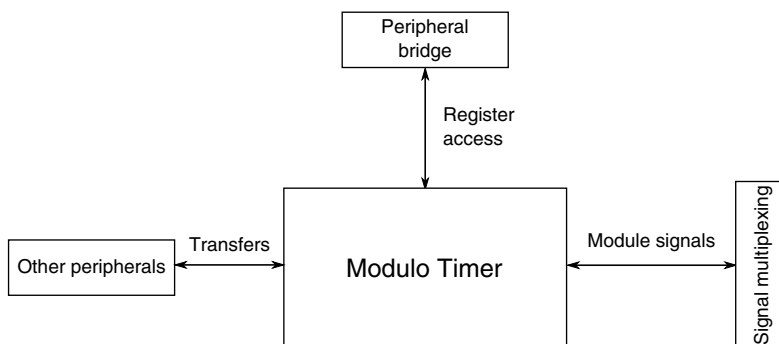 Peripheral
bridge
Register
access
Transfers
Module signals
Other peripherals
Modulo Timer
Signal multiplexing